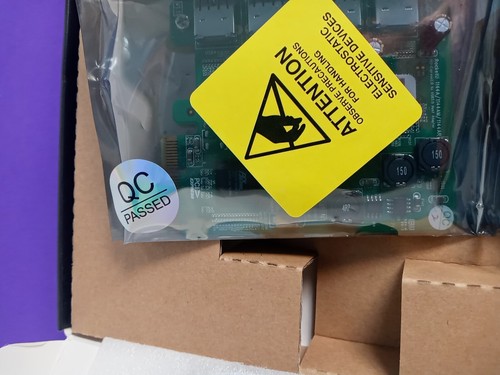 ATTENTION
OBSERVE PRECAUTIONS
FOR HANDLING
ELECTROSTATIC
SENSITIVE DEVICES
QC
PASSED
150
150